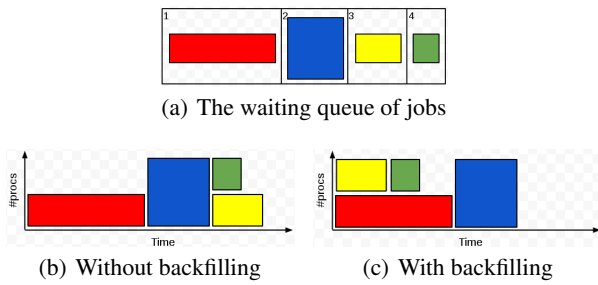 1 2 3 4
(a) The waiting queue of jobs
#procs
Time
(b) Without backfilling
#procs
Time
(c) With backfilling